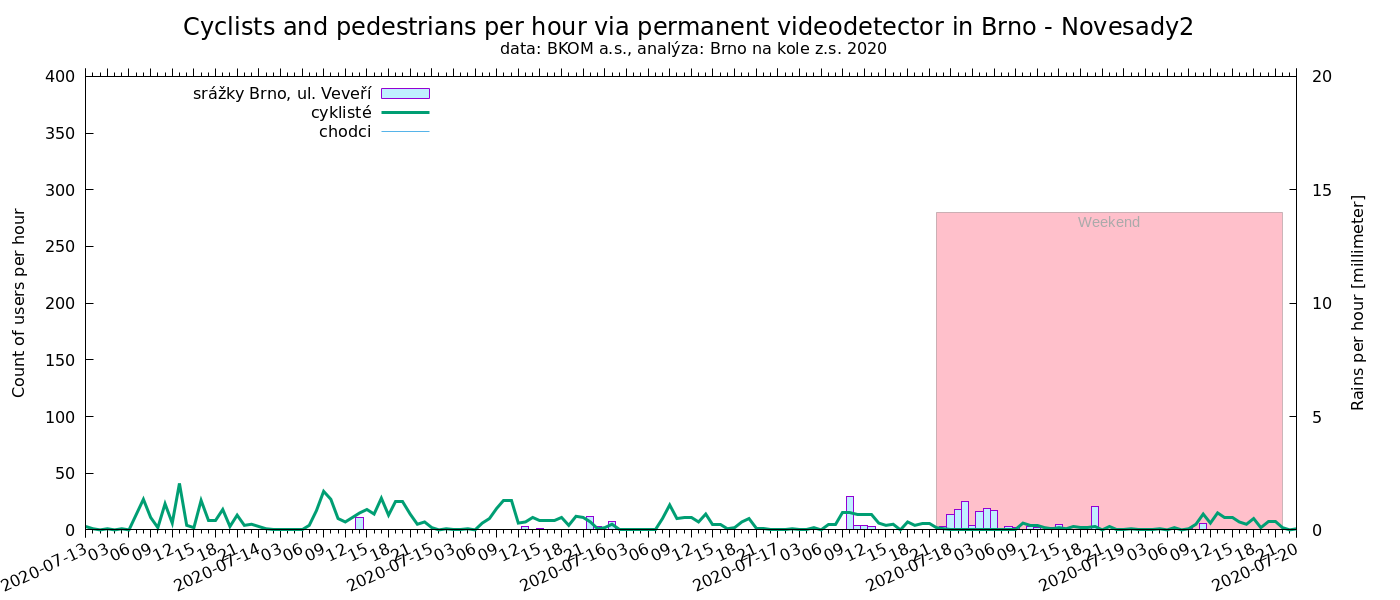 Cyclists and pedestrians per hour via permanent videodetector in Brno - Novesady2
data: BKOM a.s., analýza: Brno na kole z.s. 2020
srážky Brno, ul. Veveří
cyklisté
chodci
Weekend
Count of users per hour
400
350
300
250
200
150
100
50
0
Rains per hour [millimeter]
20
15
10
5
0
2020-07-13 03 06 09 12 15 18 21 2020-07-14 03 06 09 12 15 18 21 2020-07-15 03 06 09 12 15 18 21 2020-07-16 03 06 09 12 15 18 21 2020-07-17 03 06 09 12 15 18 21 2020-07-18 03 06 09 12 15 18 21 2020-07-19 03 06 09 12 15 18 21 2020-07-20